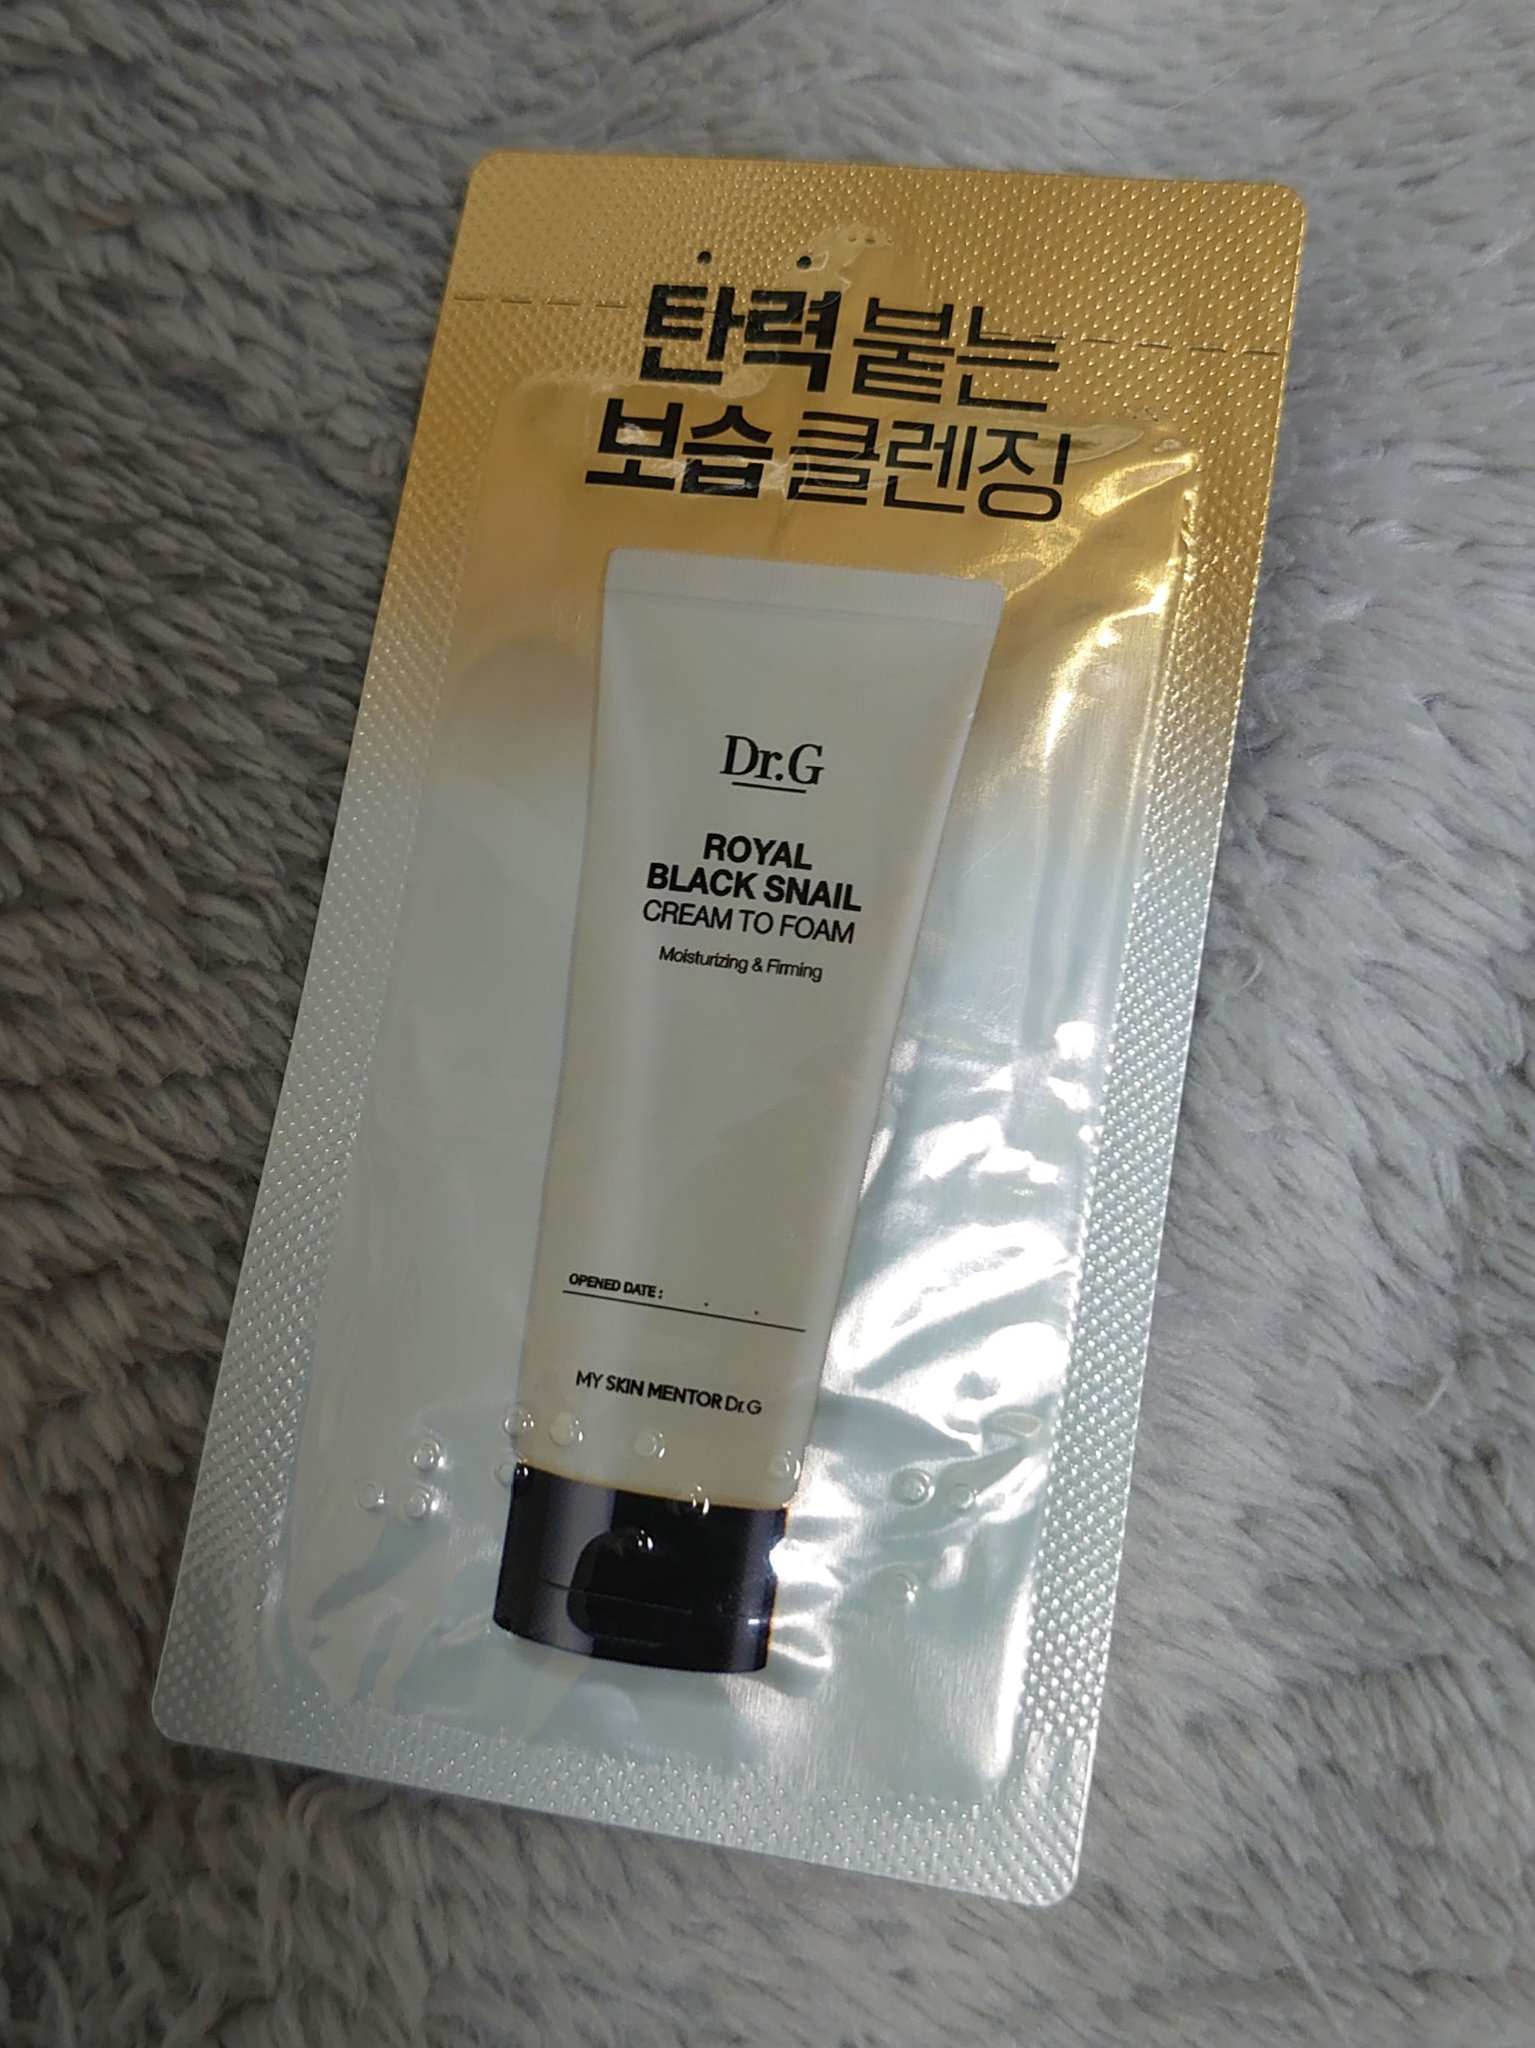 탄력 붙는
보습 클렌징
Dr.G
ROYAL
BLACK SNAIL
CREAM TO FOAM
Moisturizing & Firming
OPENED DATE : . .
MY SKIN MENTOR Dr.G